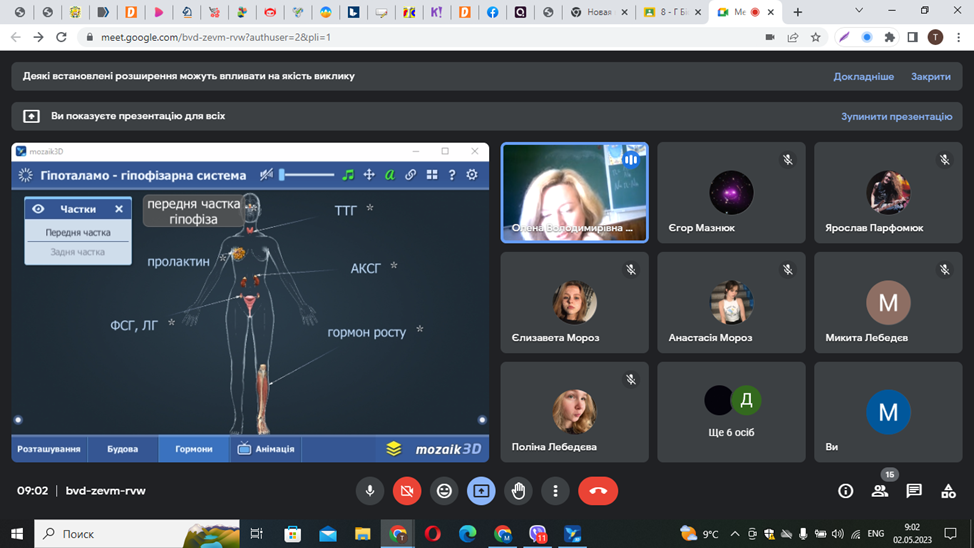 Новая
8 - Г Бі
Ме
meet.google.com/bvd-zevm-rvw?authuser=2&pli=1
T
Деякі встановлені розширення можуть впливати на якість виклику
Докладніше
Закрити
Ви показуєте презентацію для всіх
Зупинити презентацію
mozaik3D
Гіпоталамо - гіпофізарна система
Частки
Передня частка
Задня частка
передня частка
гіпофіза
ТТГ
пролактин
АКСГ
ФСГ, ЛГ
гормон росту
Розташування
Будова
Гормони
Анімація
mozaik3D
Олена Володимирівна ...
Єгор Мазнюк
Ярослав Парфомюк
Єлизавета Мороз
Анастасія Мороз
М
Микита Лебедєв
Поліна Лебедєва
Д
Ще 6 осіб
М
Ви
09:02 | bvd-zevm-rvw
15
Поиск
11
9°C
ENG
9:02
02.05.2023